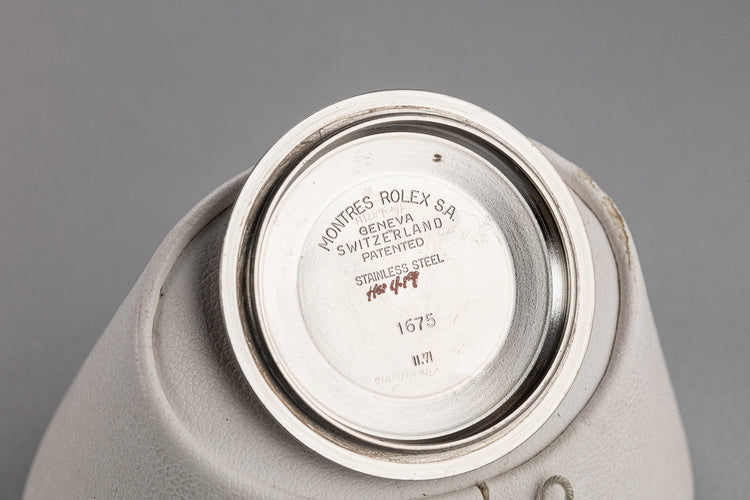 MONTRES ROLEX S.A.
GENEVA
SWITZERLAND
PATENTED
STAINLESS STEEL
1675
II.71